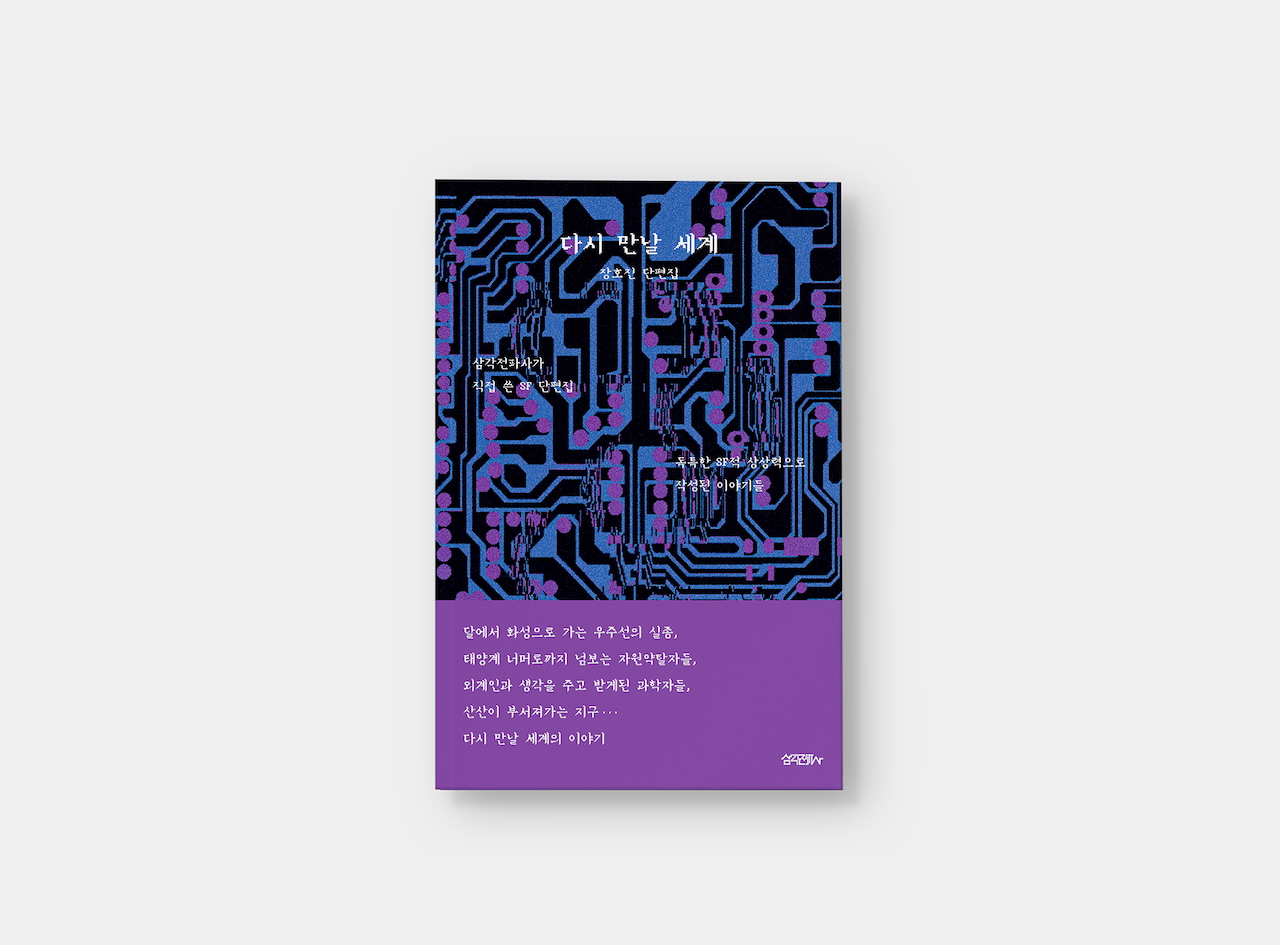 다시 만날 세계
장호진 단편집
삼각전파사가
직접 쓴 SF 단편집
독특한 SF적 상상력으로
작성된 이야기들
달에서 화성으로 가는 우주선의 실종,
태양계 너머로까지 넘보는 자원약탈자들,
외계인과 생각을 주고 받게된 과학자들,
산산이 부서져가는 지구···
다시 만날 세계의 이야기
삼각전파사